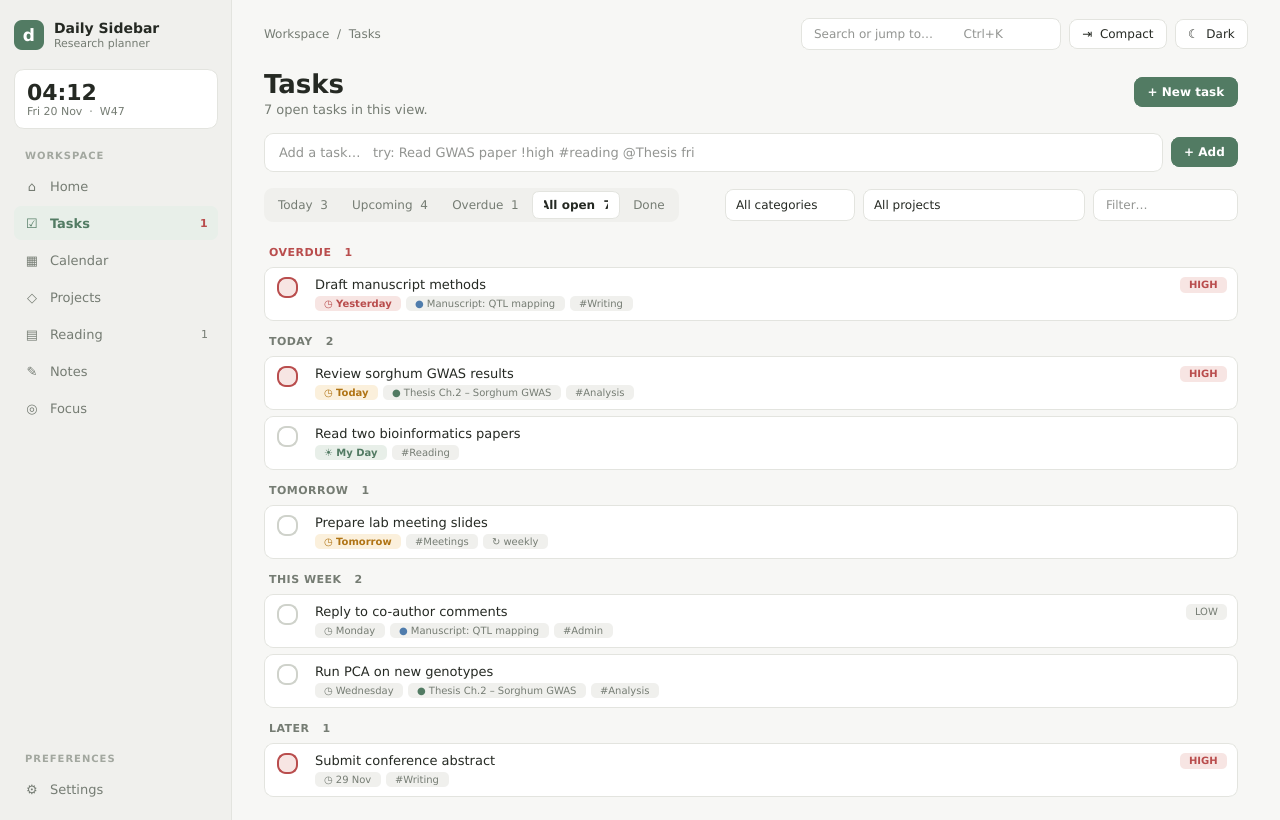 d Daily Sidebar
Research planner
04:12
Fri 20 Nov · W47
WORKSPACE
Home
Tasks 1
Calendar
Projects
Reading 1
Notes
Focus
PREFERENCES
Settings
Workspace / Tasks
Search or jump to… Ctrl+K
Compact
Dark
Tasks
7 open tasks in this view.
+ New task
Add a task… try: Read GWAS paper !high #reading @Thesis fri
+ Add
Today 3 Upcoming 4 Overdue 1 All open 7 Done
All categories
All projects
Filter…
OVERDUE 1
Draft manuscript methods
HIGH
Yesterday Manuscript: QTL mapping #Writing
TODAY 2
Review sorghum GWAS results
HIGH
Today Thesis Ch.2 – Sorghum GWAS #Analysis
Read two bioinformatics papers
My Day #Reading
TOMORROW 1
Prepare lab meeting slides
Tomorrow #Meetings weekly
THIS WEEK 2
Reply to co-author comments
LOW
Monday Manuscript: QTL mapping #Admin
Run PCA on new genotypes
Wednesday Thesis Ch.2 – Sorghum GWAS #Analysis
LATER 1
Submit conference abstract
HIGH
29 Nov #Writing